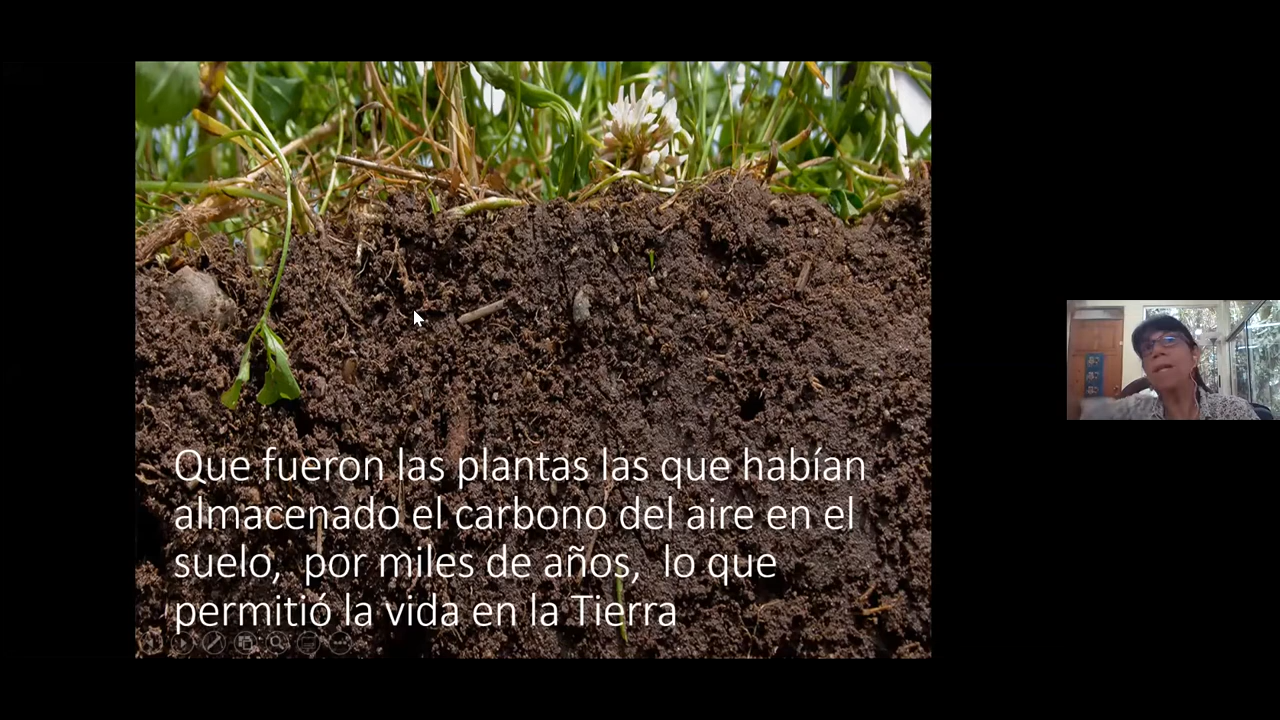 Que fueron las plantas las que habían
almacenado el carbono del aire en el
suelo,  por miles de años,  lo que
permitió la vida en la Tierra